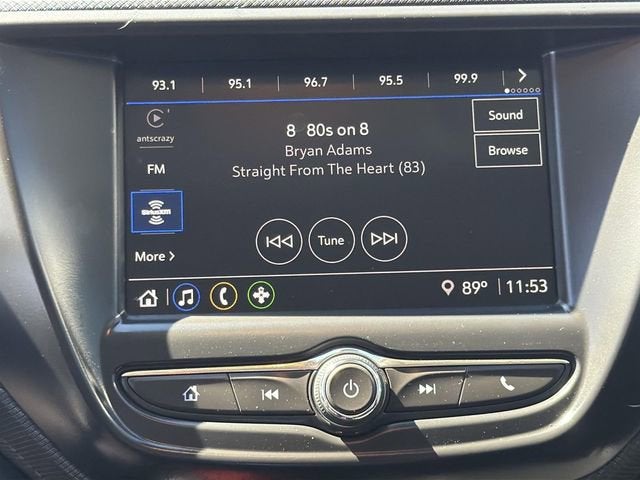 93.1 95.1 96.7 95.5 99.9
antscrazy
FM
SiriusXM
More
8 80s on 8
Bryan Adams
Straight From The Heart (83)
Sound
Browse
Tune
89° 11:53